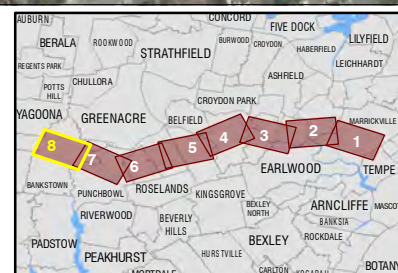 AUBURN
CONCORD
FIVE DOCK
BERALA
ROOKWOOD
STRATHFIELD
BURWOOD
CROYDON
HABERFIELD
LILYFIELD
REGENTS PARK
CHULLORA
ASHFIELD
LEICHHARDT
POTTS
HILL
GREENACRE
CROYDON PARK
YAGOONA
BELFIELD
MARRICKVILLE
8
7
6
5
4
3
2
1
BANKSTOWN
PUNCHBOWL
ROSELANDS
KINGSGROVE
EARLWOOD
TEMPE
RIVERWOOD
BEVERLY
HILLS
BEXLEY
NORTH
ARNCLIFFE
MASCOT
BANKSIA
PADSTOW
PEAKHURST
HURSTVILLE
BEXLEY
ROCKDALE
CARLTON
BOTANY